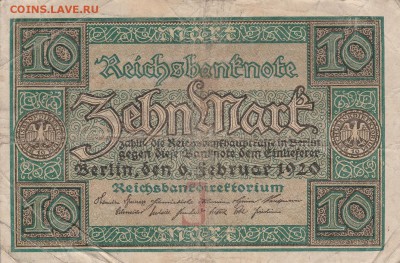 COINS.ЛАVE.RU
10 10
Reichsbanknote
Zehn Mark
zahlt die Reichsbankhauptkasse in Berlin
gegen diese Banknote dem Einlieferer
Berlin, den 6. Februar 1920
Reichsbankdirektorium
10 10